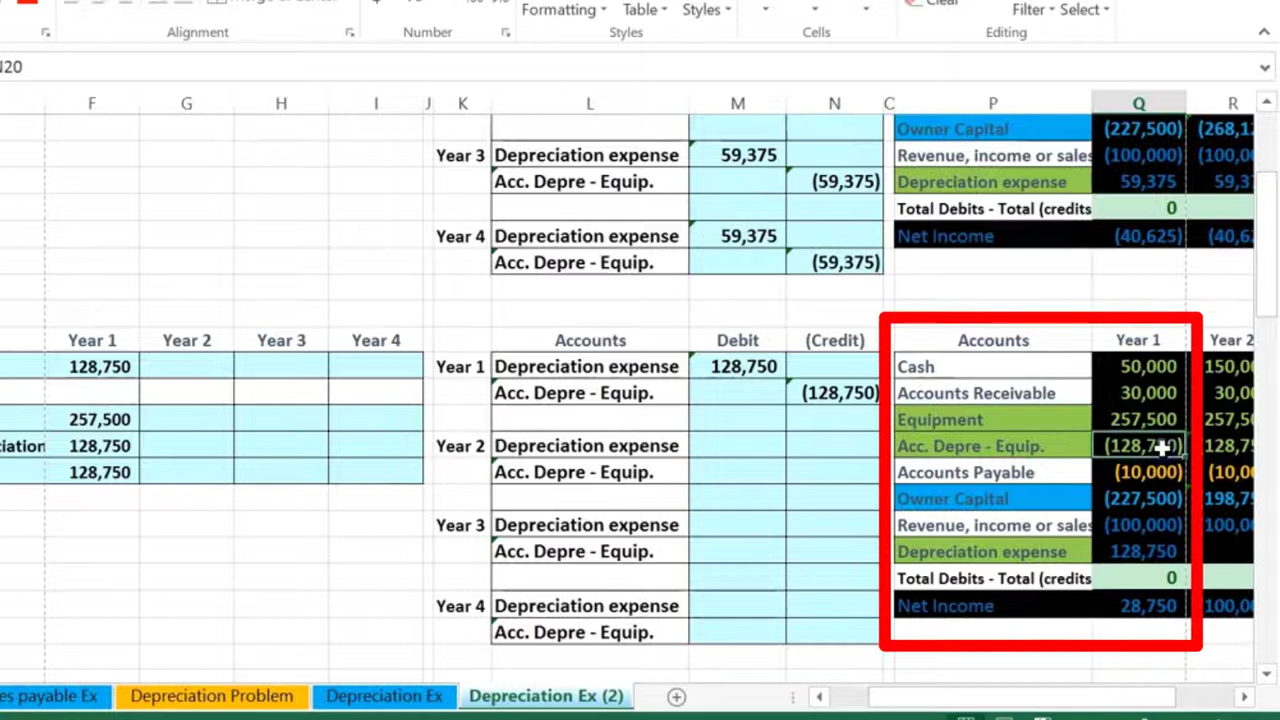 Formatting Table Styles Clear Filter Select
Alignment Number Styles Cells Editing
N20
F G H I J K L M N C P Q R
Owner Capital (227,500) (268,12
Year 3 Depreciation expense 59,375 Revenue, income or sales (100,000) (100,00
Acc. Depre - Equip. (59,375) Depreciation expense 59,375 59,3
Total Debits - Total (credits 0
Year 4 Depreciation expense 59,375 Net Income (40,625) (40,62
Acc. Depre - Equip. (59,375)
Year 1 Year 2 Year 3 Year 4 Accounts Debit (Credit) Accounts Year 1 Year 2
128,750 Year 1 Depreciation expense 128,750 Cash 50,000 150,00
Acc. Depre - Equip. (128,750) Accounts Receivable 30,000 30,0
257,500 Equipment 257,500 257,5
ciation 128,750 Year 2 Depreciation expense Acc. Depre - Equip. 128,75
128,750 Acc. Depre - Equip. Accounts Payable (10,000) (10,0
Owner Capital (227,500) 198,75
Year 3 Depreciation expense Revenue, income or sales (100,000) (100,00
Acc. Depre - Equip. Depreciation expense 128,750
Total Debits - Total (credits 0
Year 4 Depreciation expense Net Income 28,750 100,00
Acc. Depre - Equip.
es payable Ex Depreciation Problem Depreciation Ex Depreciation Ex (2)